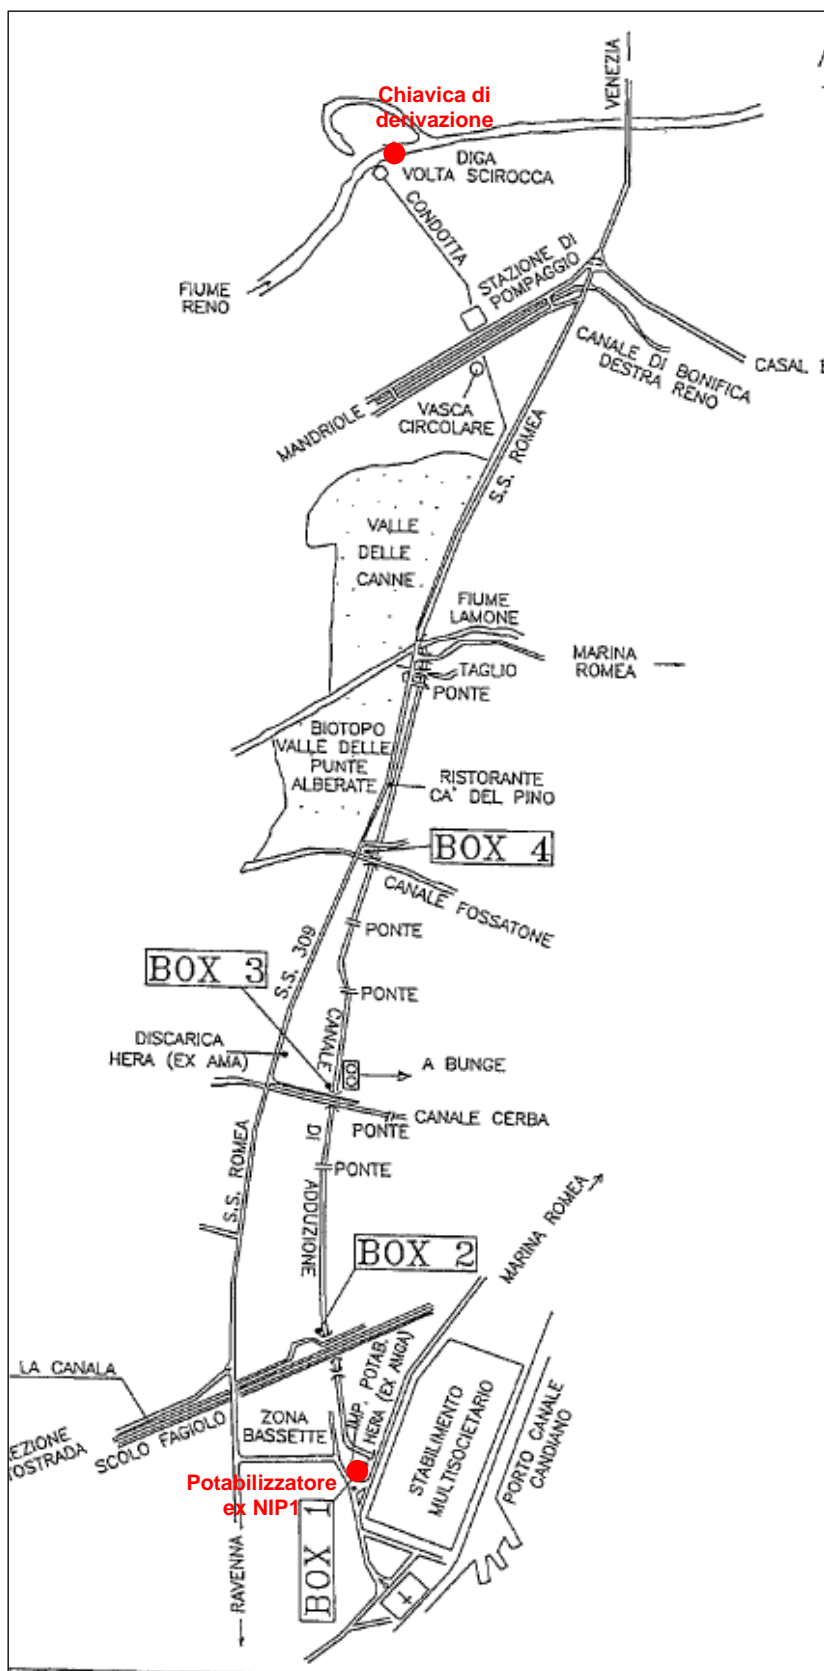 VENEZIA
Chiavica di
derivazione
DIGA
VOLTA SCIROCCA
CONDOTTA
FIUME
RENO
STAZIONE DI
POMPAGGIO
CANALE DI BONIFICA
DESTRA RENO
CASAL
MANDRIOLE
VASCA
CIRCOLARE
S.S. ROMEA
VALLE
DELLE
CANNE
FIUME
LAMONE
MARINA
ROMEA
TAGLIO
PONTE
BIOTOPO
VALLE DELLE
PUNTE
ALBERATE
RISTORANTE
CA' DEL PINO
BOX 4
CANALE FOSSATONE
PONTE
S.S. 309
BOX 3
PONTE
CANALE
DISCARICA
HERA (EX AMA)
A BUNGE
CANALE CERBA
PONTE
DI
PONTE
S.S. ROMEA
ADDUZIONE
MARINA ROMEA
BOX 2
LA CANALA
IMP. POTAB.
HERA (EX AMGA)
ZONA
BASSETTE
SCOLO FAGIOLO
REZIONE
TOSTRADA
STABILIMENTO
MULTISOCIETARIO
PORTO CANALE
CANDIANO
Potabilizzatore
ex NIP1
BOX 1
RAVENNA